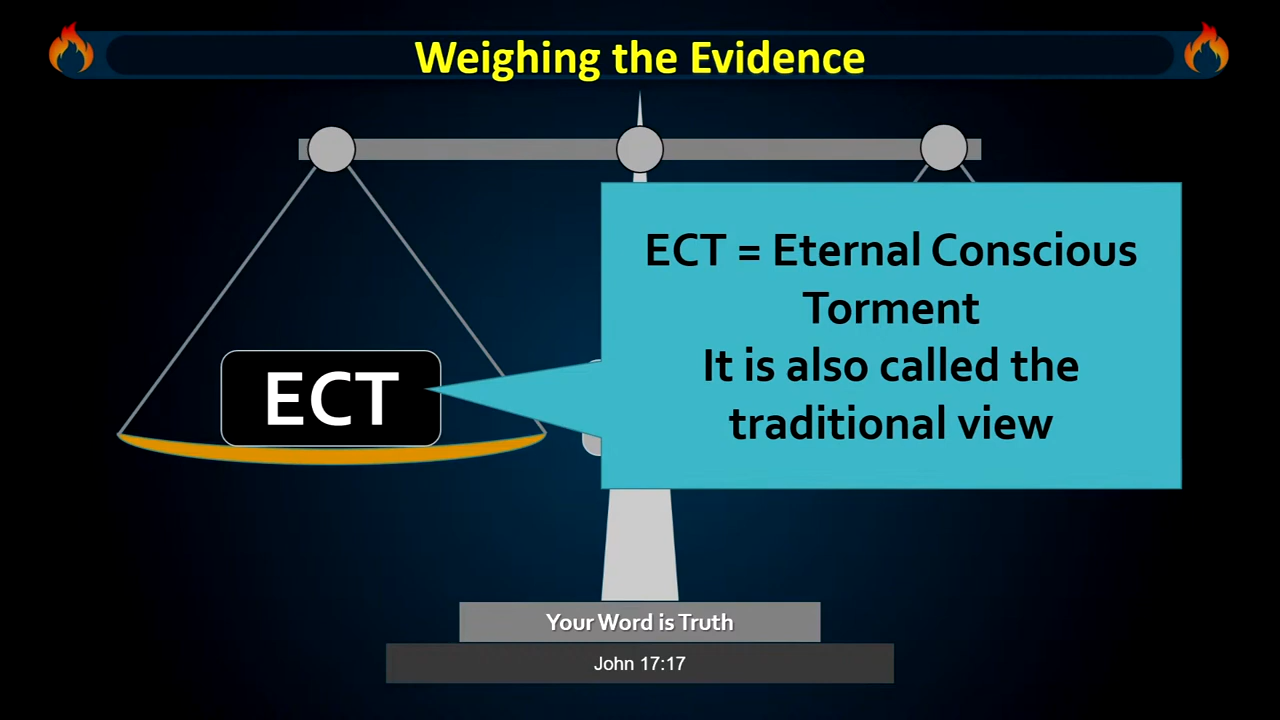 Weighing the Evidence
ECT = Eternal Conscious
Torment
It is also called the
traditional view
ECT
Your Word is Truth
John 17:17